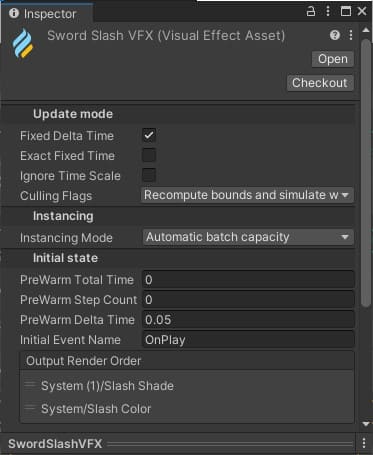 Inspector
Sword Slash VFX (Visual Effect Asset)
Open
Checkout
Update mode
Fixed Delta Time
Exact Fixed Time
Ignore Time Scale
Culling Flags Recompute bounds and simulate w
Instancing
Instancing Mode Automatic batch capacity
Initial state
PreWarm Total Time 0
PreWarm Step Count 0
PreWarm Delta Time 0.05
Initial Event Name OnPlay
Output Render Order
System (1)/Slash Shade
System/Slash Color
SwordSlashVFX